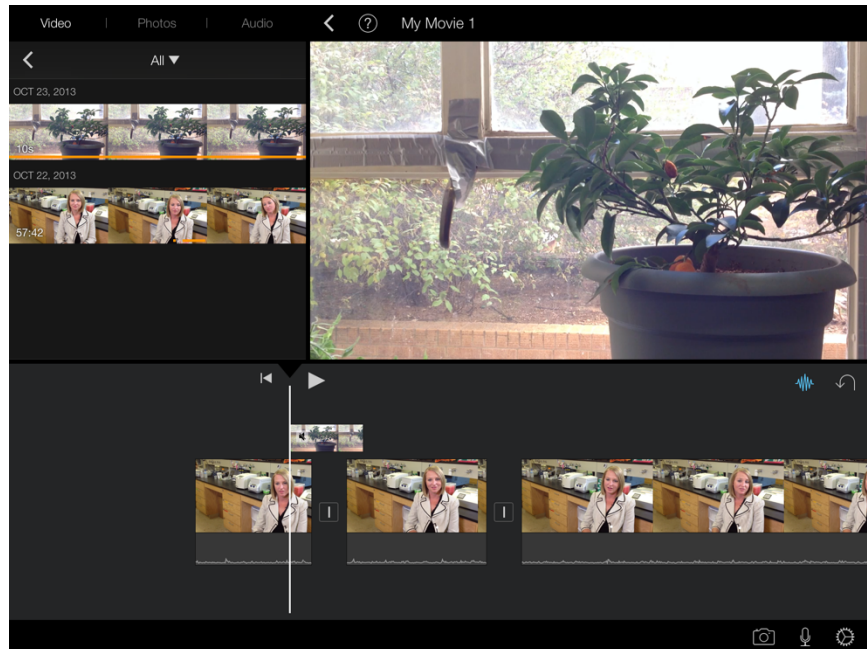 Video | Photos | Audio
? My Movie 1
All ▼
OCT 23, 2013
10s
OCT 22, 2013
57:42